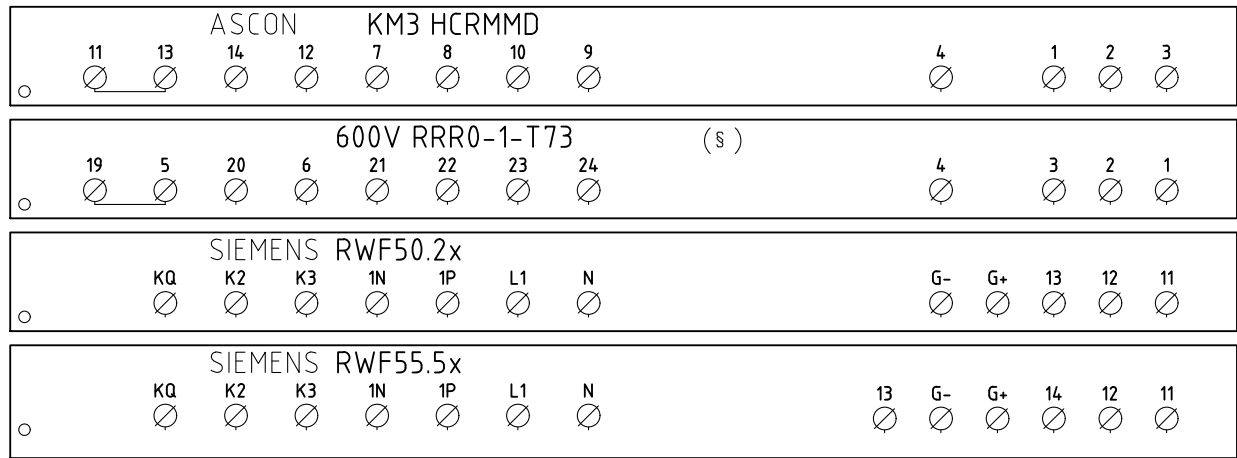 ASCON KM3 HCRMMD
11 13 14 12 7 8 10 9 4 1 2 3
600V RRR0-1-T73 (§)
19 5 20 6 21 22 23 24 4 3 2 1
SIEMENS RWF50.2x
KQ K2 K3 1N 1P L1 N G- G+ 13 12 11
SIEMENS RWF55.5x
KQ K2 K3 1N 1P L1 N 13 G- G+ 14 12 11